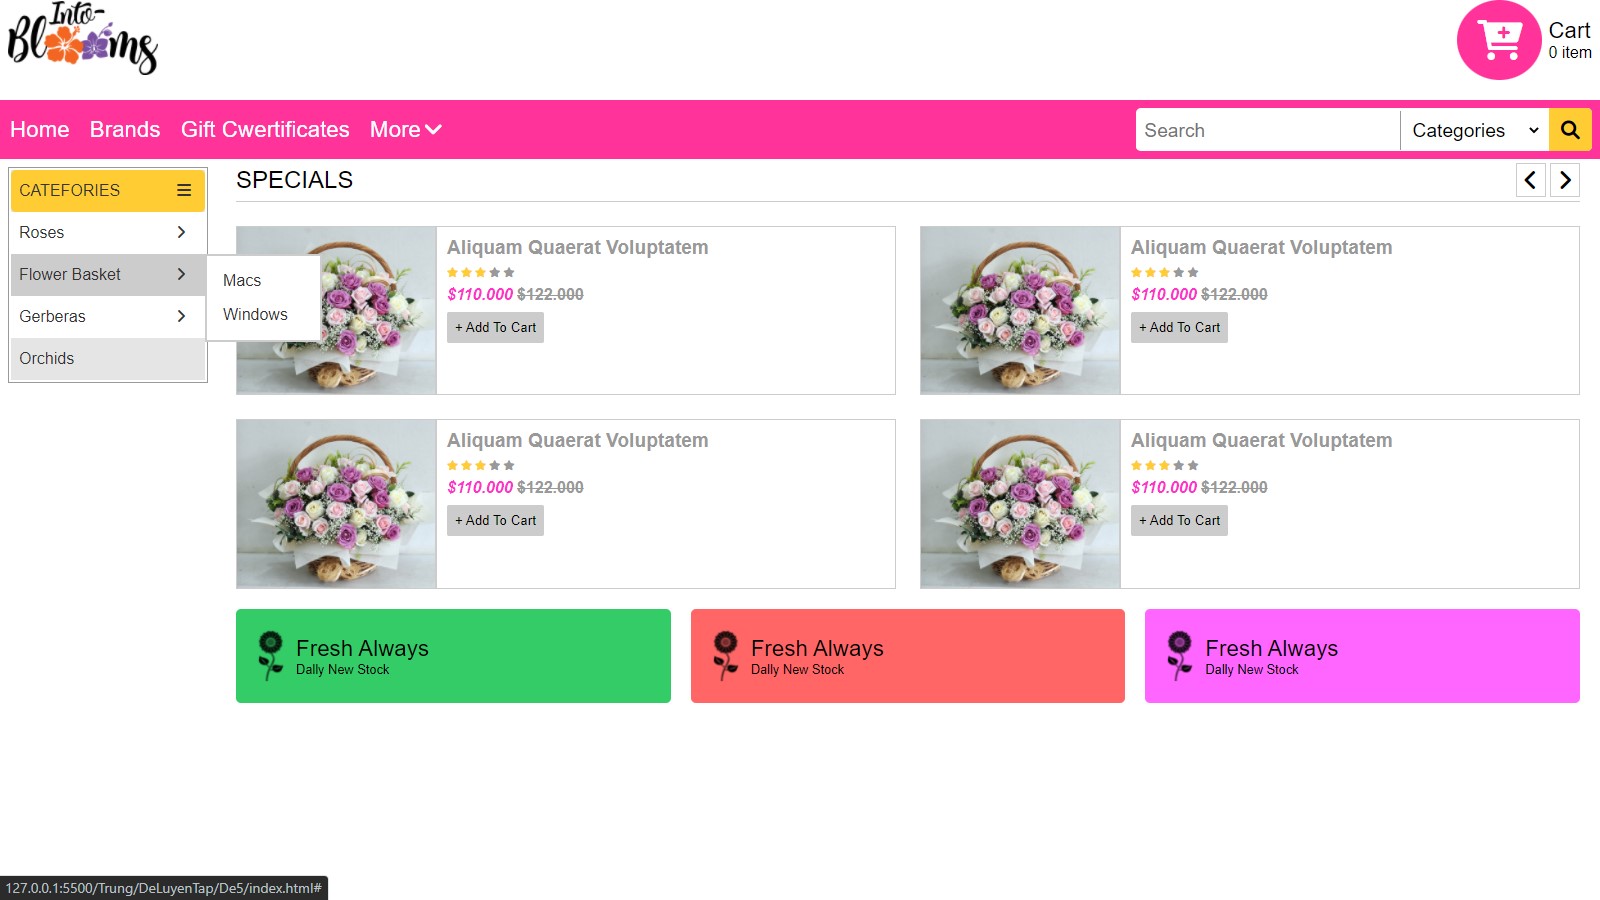 Into-
Blooms
Cart
0 item
Home Brands Gift Cwertificates More
Search Categories
CATEFORIES
Roses
Flower Basket
Gerberas
Orchids
Macs
Windows
SPECIALS
Aliquam Quaerat Voluptatem
$110.000 $122.000
+ Add To Cart
Aliquam Quaerat Voluptatem
$110.000 $122.000
+ Add To Cart
Aliquam Quaerat Voluptatem
$110.000 $122.000
+ Add To Cart
Aliquam Quaerat Voluptatem
$110.000 $122.000
+ Add To Cart
Fresh Always
Dally New Stock
Fresh Always
Dally New Stock
Fresh Always
Dally New Stock
127.0.0.1:5500/Trung/DeLuyenTap/De5/index.html#